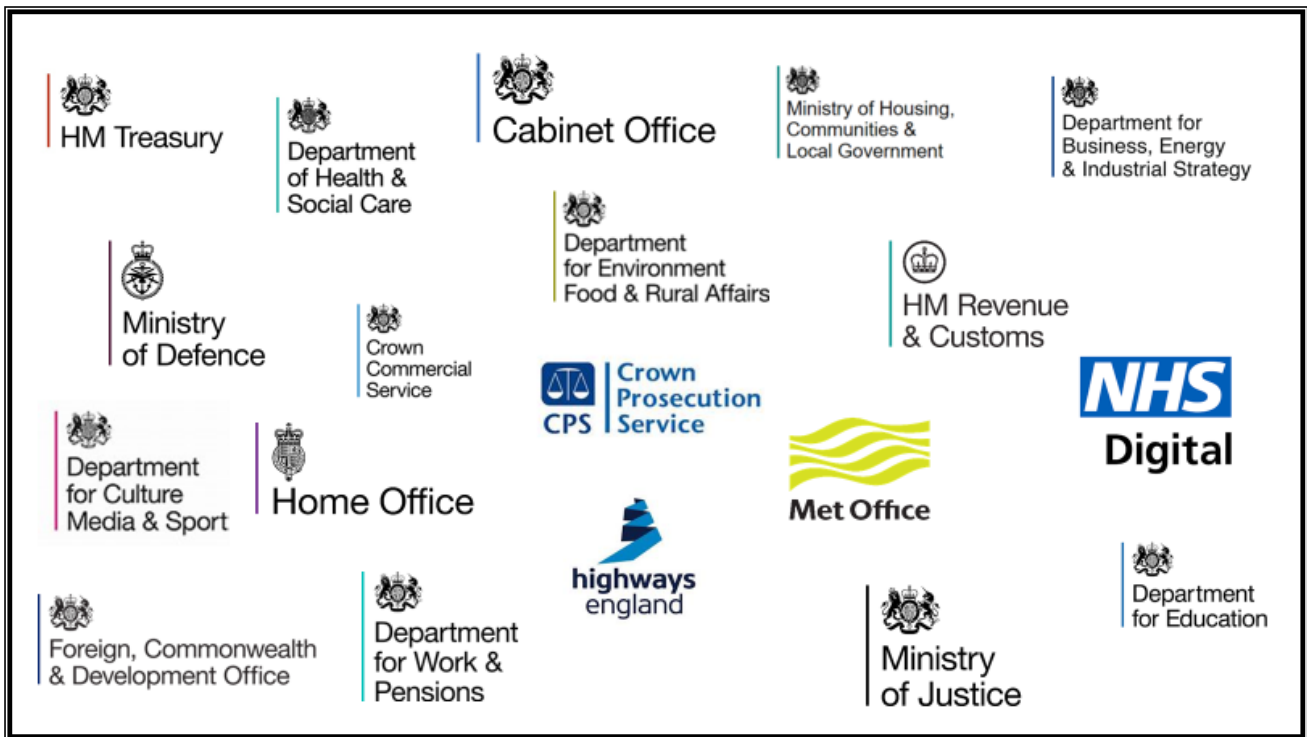 HM Treasury
Department
of Health &
Social Care
Cabinet Office
Ministry of Housing,
Communities &
Local Government
Department for
Business, Energy
& Industrial Strategy
Ministry
of Defence
Crown
Commercial
Service
Department
for Environment
Food & Rural Affairs
HM Revenue
& Customs
CPS
Crown
Prosecution
Service
NHS
Digital
Department
for Culture
Media & Sport
Home Office
Met Office
highways
england
Foreign, Commonwealth
& Development Office
Department
for Work &
Pensions
Ministry
of Justice
Department
for Education